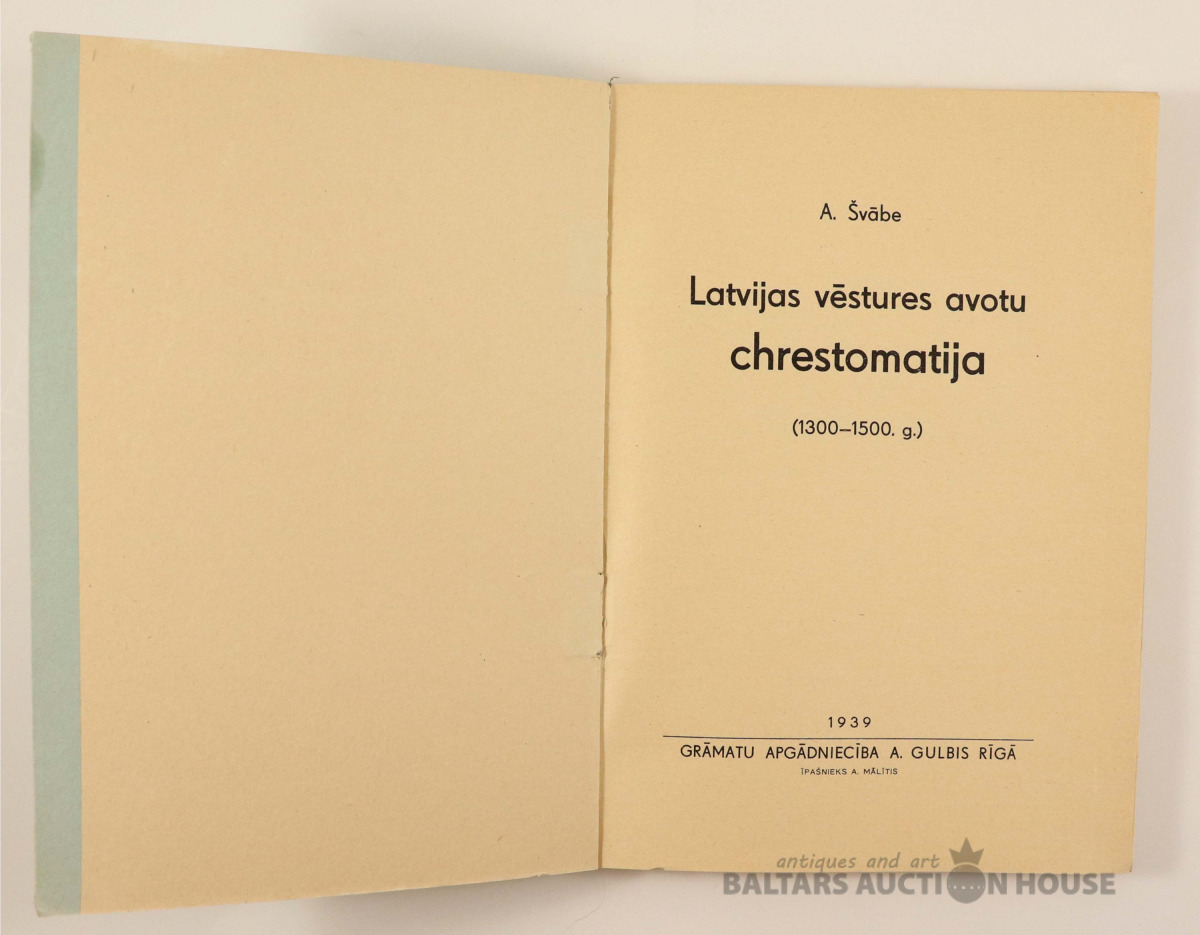 A. Švābe
Latvijas vēstures avotu
chrestomatija
(1300—1500. g.)
1939
GRĀMATU APGĀDNIECĪBA A. GULBIS RĪGĀ
ĪPAŠNIEKS A. MĀLĪTIS
antiques and art
BALTARS AUCTION HOUSE